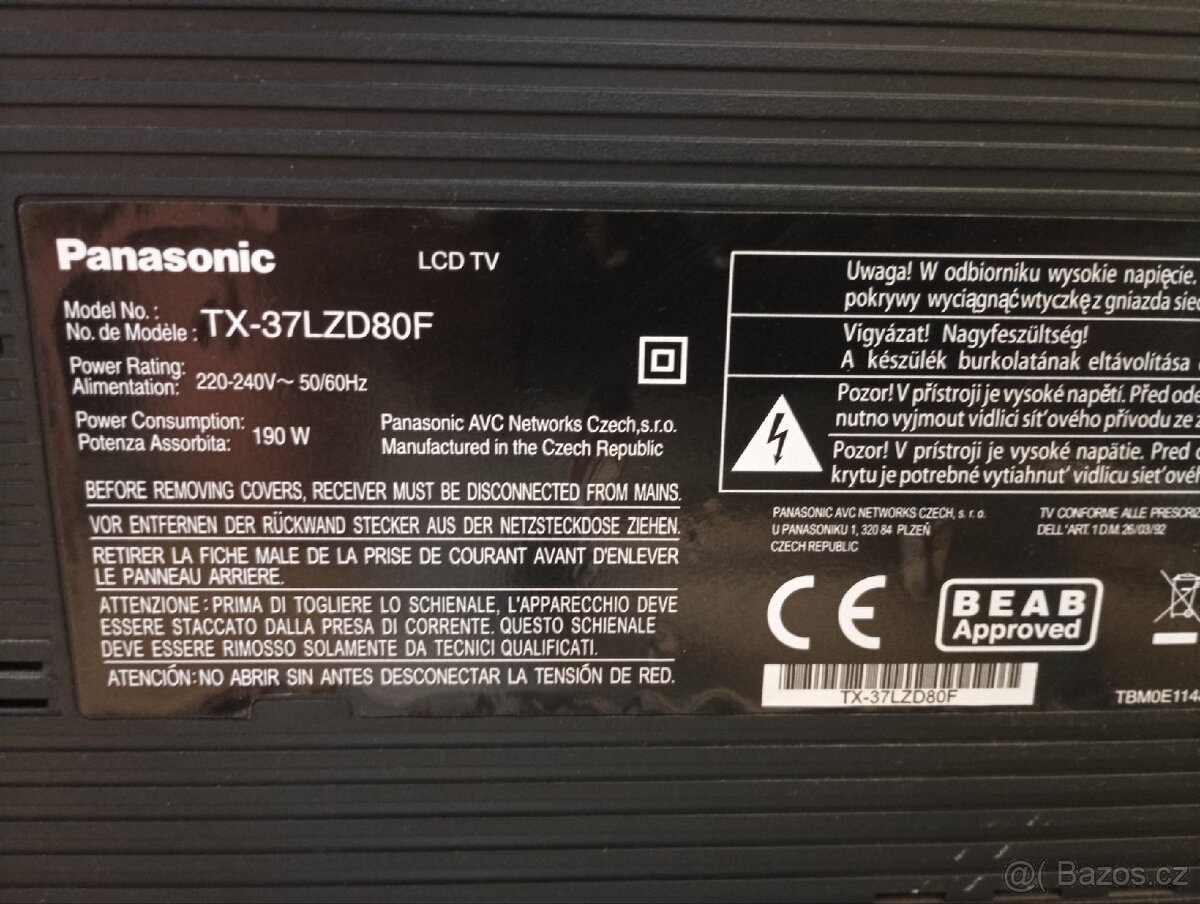 Panasonic
LCD TV
Model No. :
No. de Modèle : TX-37LZD80F
Power Rating:
Alimentation: 220-240V~ 50/60Hz
Power Consumption:
Potenza Assorbita: 190 W
Panasonic AVC Networks Czech,s.r.o.
Manufactured in the Czech Republic
BEFORE REMOVING COVERS, RECEIVER MUST BE DISCONNECTED FROM MAINS.
VOR ENTFERNEN DER RÜCKWAND STECKER AUS DER NETZSTECKDOSE ZIEHEN.
RETIRER LA FICHE MALE DE LA PRISE DE COURANT AVANT D'ENLEVER
LE PANNEAU ARRIERE.
ATTENZIONE : PRIMA DI TOGLIERE LO SCHIENALE, L'APPARECCHIO DEVE
ESSERE STACCATO DALLA PRESA DI CORRENTE. QUESTO SCHIENALE
DEVE ESSERE RIMOSSO SOLAMENTE DA TECNICI QUALIFICATI.
ATENCIÓN: NO ABRIR SIN ANTES DESCONECTAR LA TENSIÓN DE RED.
Uwaga! W odbiorniku wysokie napięcie.
pokrywy wyciągnąć wtyczkę z gniazda siec
Vigyázat! Nagyfeszültség!
A készülék burkolatának eltávolítása
Pozor! V přístroji je vysoké napětí. Před ode
nutno vyjmout vidlici síťového přívodu ze z
Pozor! V prístroji je vysoké napätie. Pred
krytu je potrebné vytiahnuť vidlicu sieťovéh
PANASONIC AVC NETWORKS CZECH, s. r. o.
U PANASONIKU 1, 320 84 PLZEŇ
CZECH REPUBLIC
TV CONFORME ALLE PRESCRIZ
DELL'ART. 1 D.M. 26/03/92
CE
BEAB
Approved
TX-37LZD80F
TBM0E114
@( Bazos.cz